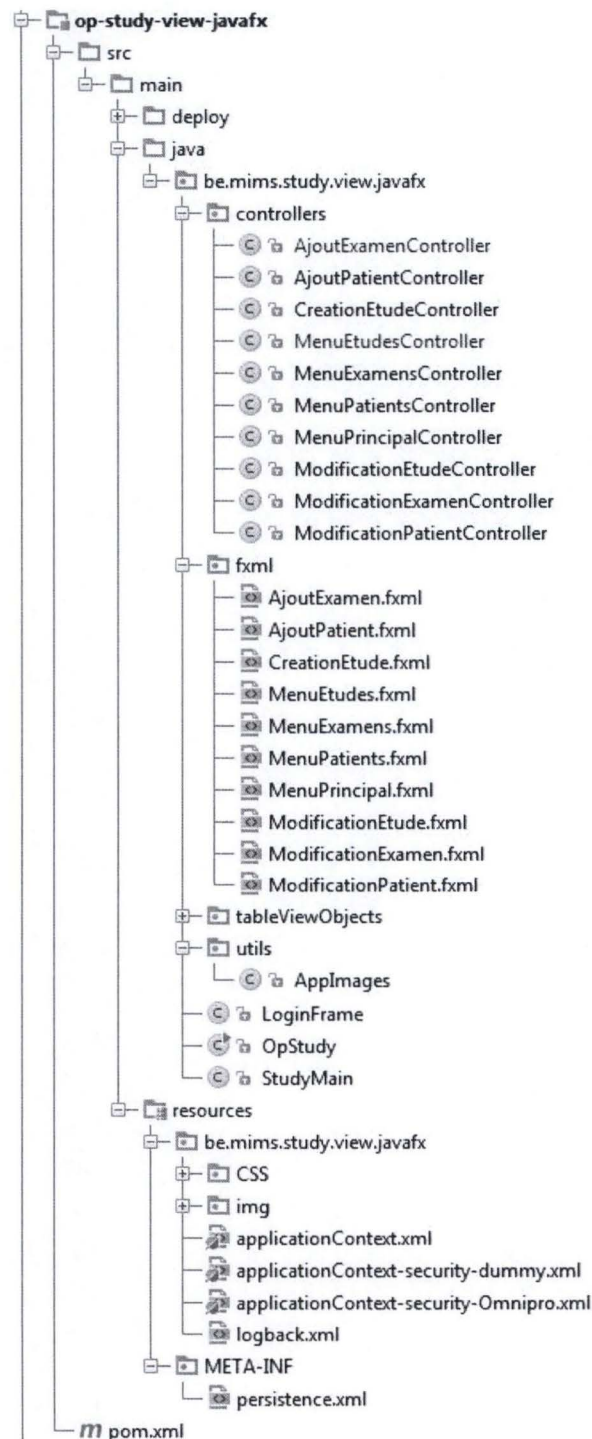 op-study-view-javafx
src
main
deploy
java
be.mims.study.view.javafx
controllers
AjoutExamenController
AjoutPatientController
CreationEtudeController
MenuEtudesController
MenuExamensController
MenuPatientsController
MenuPrincipalController
ModificationEtudeController
ModificationExamenController
ModificationPatientController
fxml
AjoutExamen.fxml
AjoutPatient.fxml
CreationEtude.fxml
MenuEtudes.fxml
MenuExamens.fxml
MenuPatients.fxml
MenuPrincipal.fxml
ModificationEtude.fxml
ModificationExamen.fxml
ModificationPatient.fxml
tableViewObjects
utils
AppImages
LoginFrame
OpStudy
StudyMain
resources
be.mims.study.view.javafx
CSS
img
applicationContext.xml
applicationContext-security-dummy.xml
applicationContext-security-Omnipro.xml
logback.xml
META-INF
persistence.xml
pom.xml